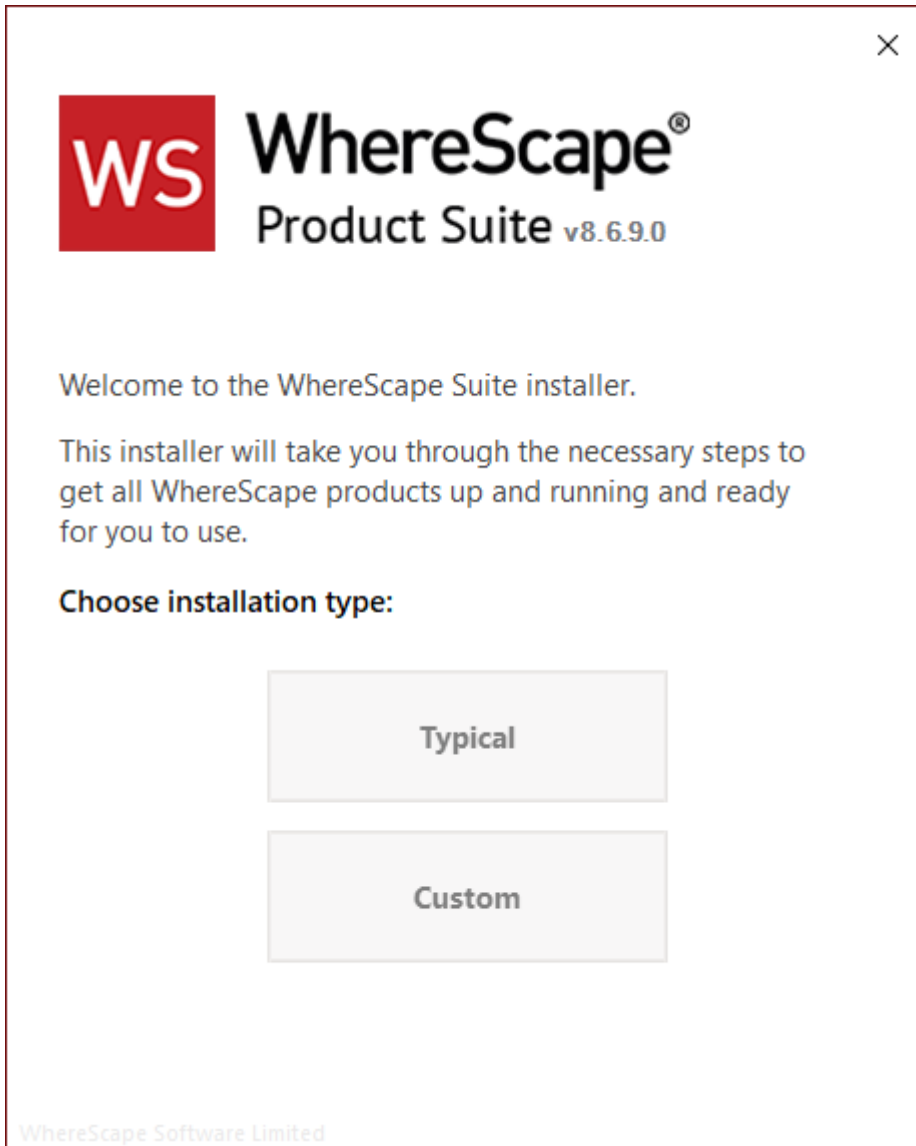 WS
WhereScape®
Product Suite v8.6.9.0
Welcome to the WhereScape Suite installer.
This installer will take you through the necessary steps to
get all WhereScape products up and running and ready
for you to use.
Choose installation type:
Typical
Custom
WhereScape Software Limited